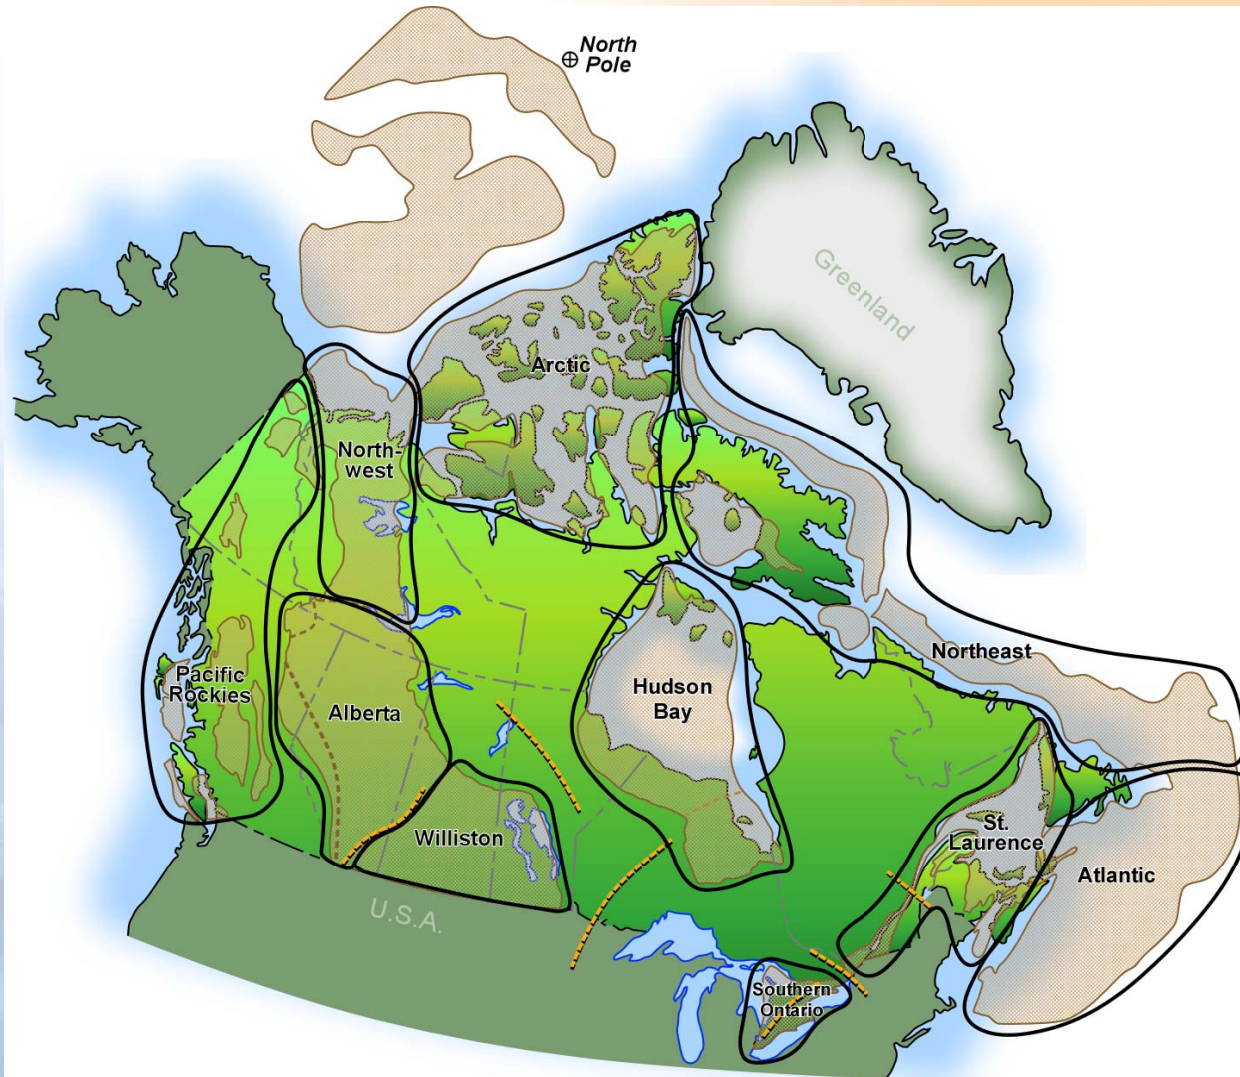 North
Pole
Greenland
Arctic
North-
west
Northeast
Pacific
Rockies
Hudson
Bay
Alberta
Williston
St.
Laurence
Atlantic
U.S.A.
Southern
Ontario